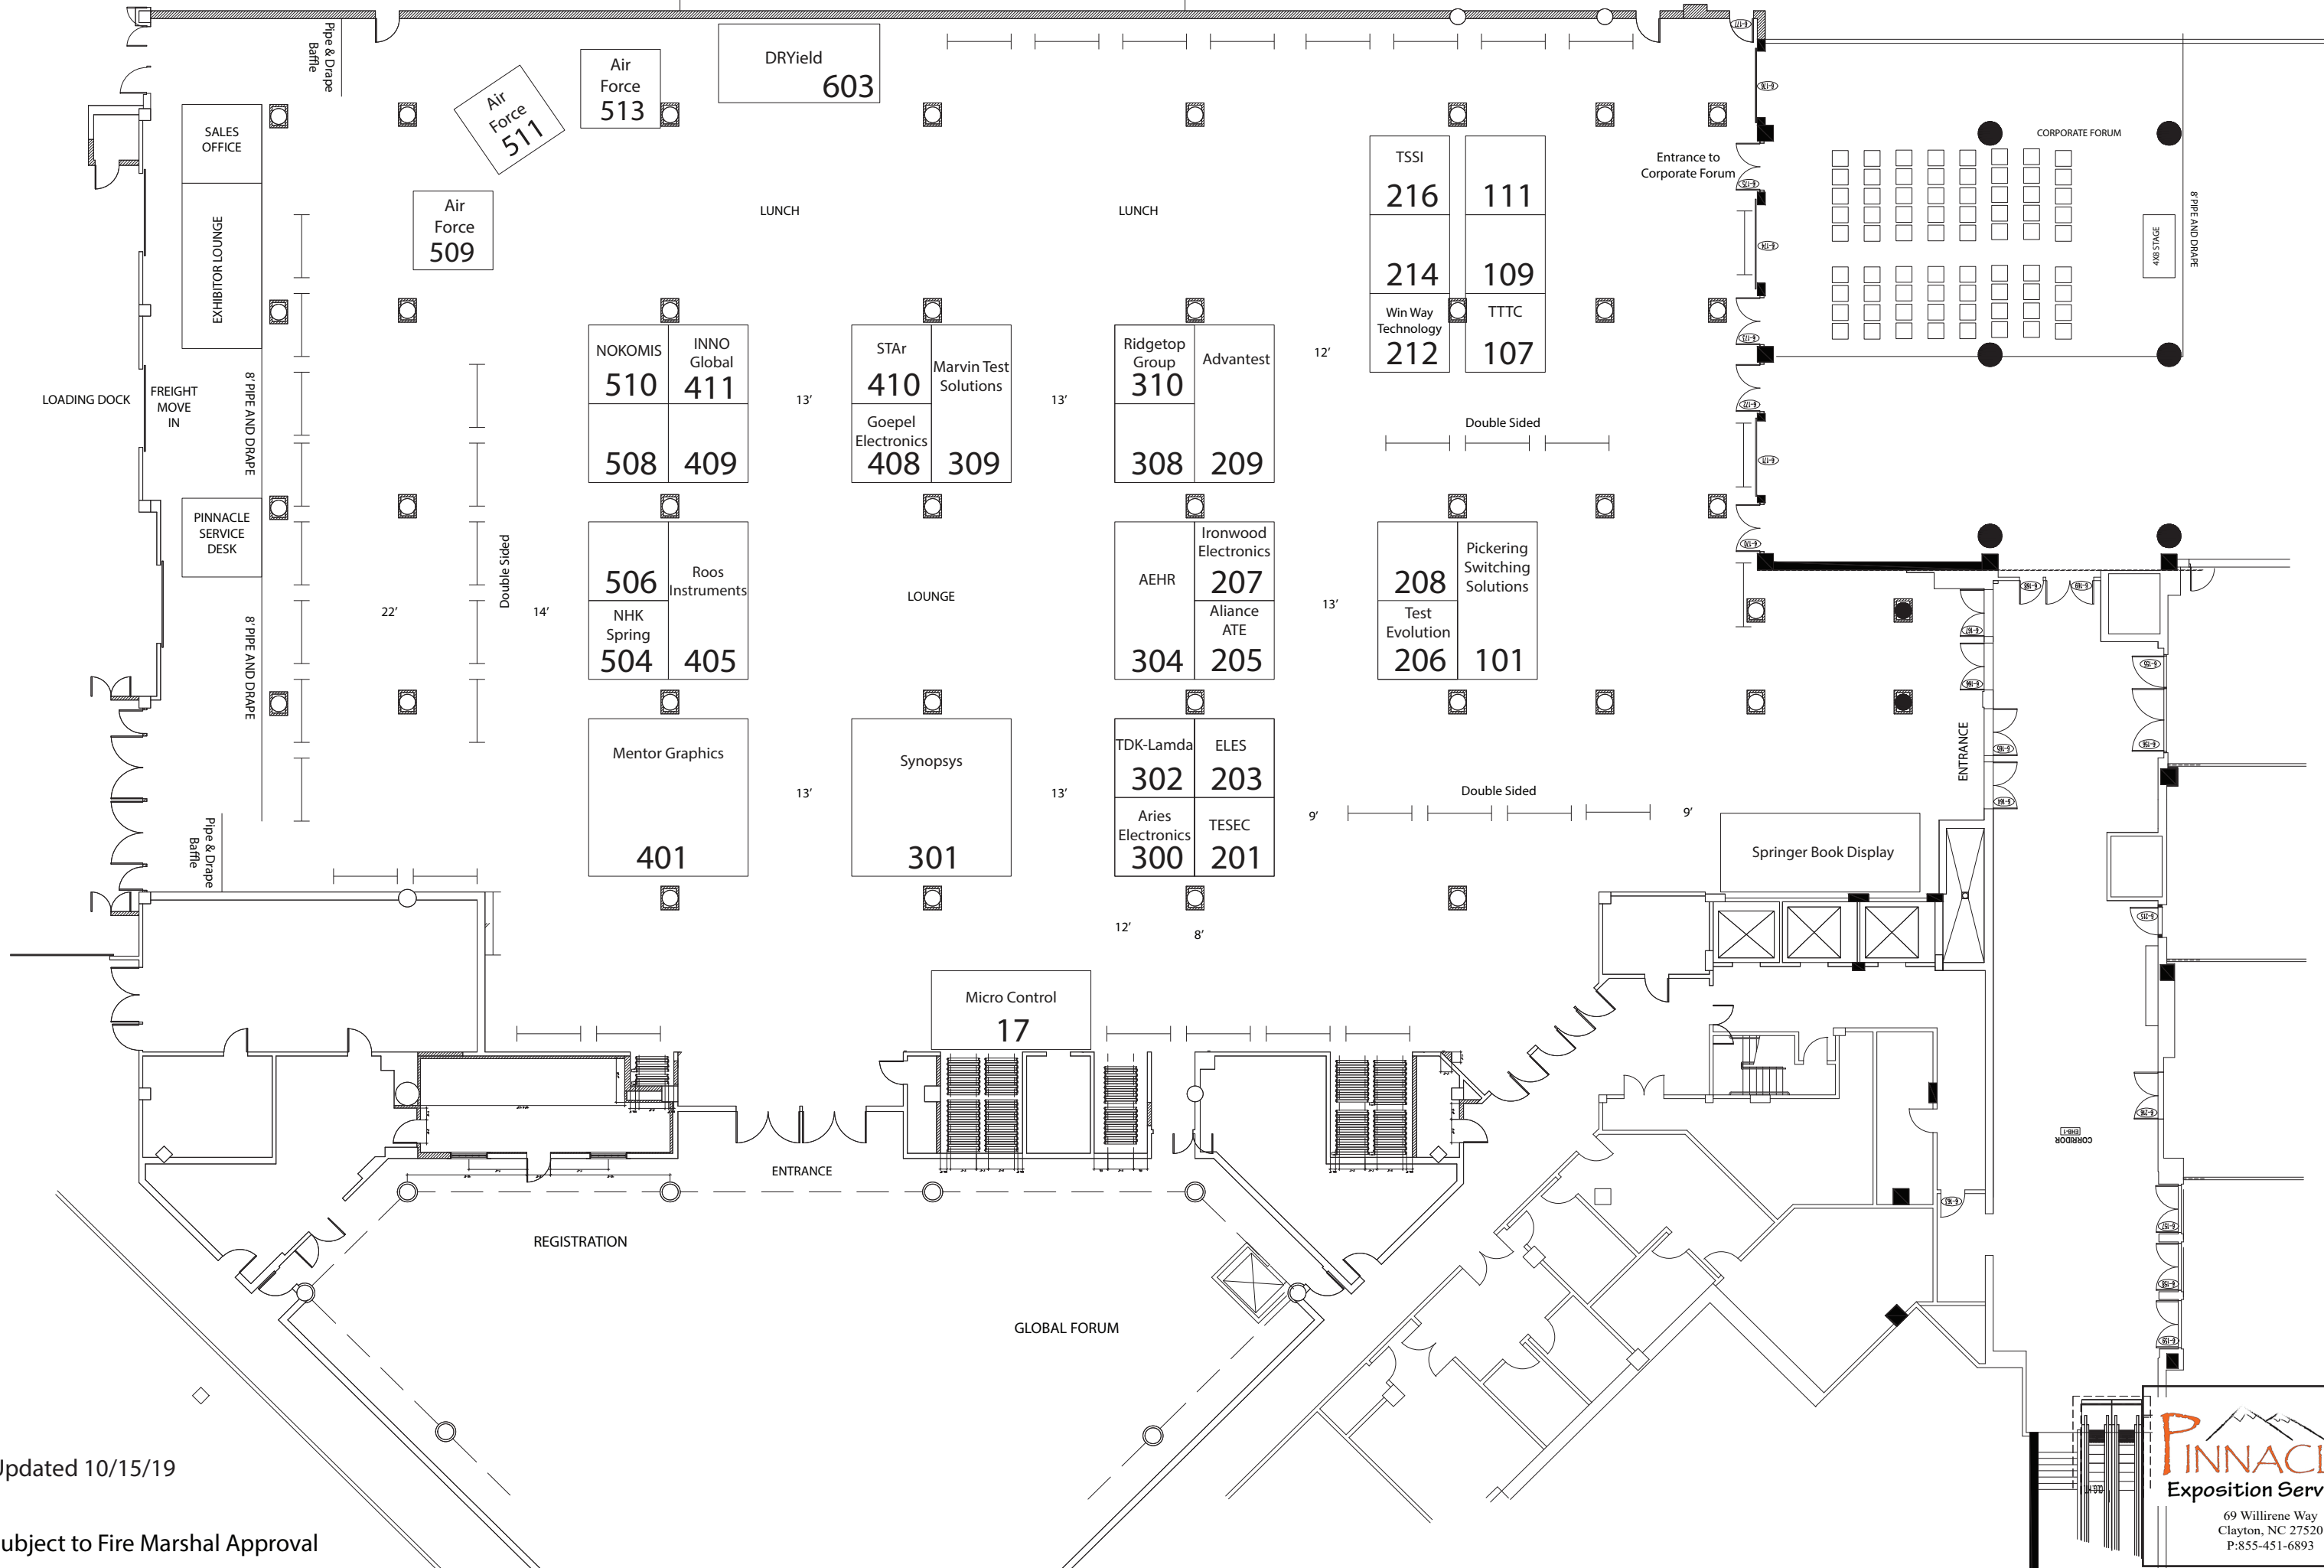 Pipe & Drape
Baffle
Air
Force
511
Air
Force
513
DRYield
603
SALES
OFFICE
EXHIBITOR LOUNGE
Air
Force
509
LUNCH
LUNCH
TSSI
216
111
214
109
Win Way
Technology
212
TTTC
107
Entrance to
Corporate Forum
CORPORATE FORUM
4X8 STAGE
8' PIPE AND DRAPE
LOADING DOCK
FREIGHT
MOVE
IN
8' PIPE AND DRAPE
NOKOMIS
510
INNO
Global
411
508
409
13'
STAr
410
Goepel
Electronics
408
Marvin Test
Solutions
309
13'
Ridgetop
Group
310
308
Advantest
209
12'
Double Sided
PINNACLE
SERVICE
DESK
8' PIPE AND DRAPE
22'
Double Sided
14'
506
NHK
Spring
504
Roos
Instruments
405
LOUNGE
AEHR
304
Ironwood
Electronics
207
Aliance
ATE
205
13'
208
Test
Evolution
206
Pickering
Switching
Solutions
101
ENTRANCE
Mentor Graphics
401
13'
Synopsys
301
13'
TDK-Lamda
302
ELES
203
Aries
Electronics
300
TESEC
201
9'
Double Sided
9'
Springer Book Display
Pipe & Drape
Baffle
12'
8'
Micro Control
17
ENTRANCE
REGISTRATION
GLOBAL FORUM
CORRIDOR
EHB-1
Updated 10/15/19
ubject to Fire Marshal Approval
PINNACL
Exposition Serv
69 Willirene Way
Clayton, NC 27520
P:855-451-6893